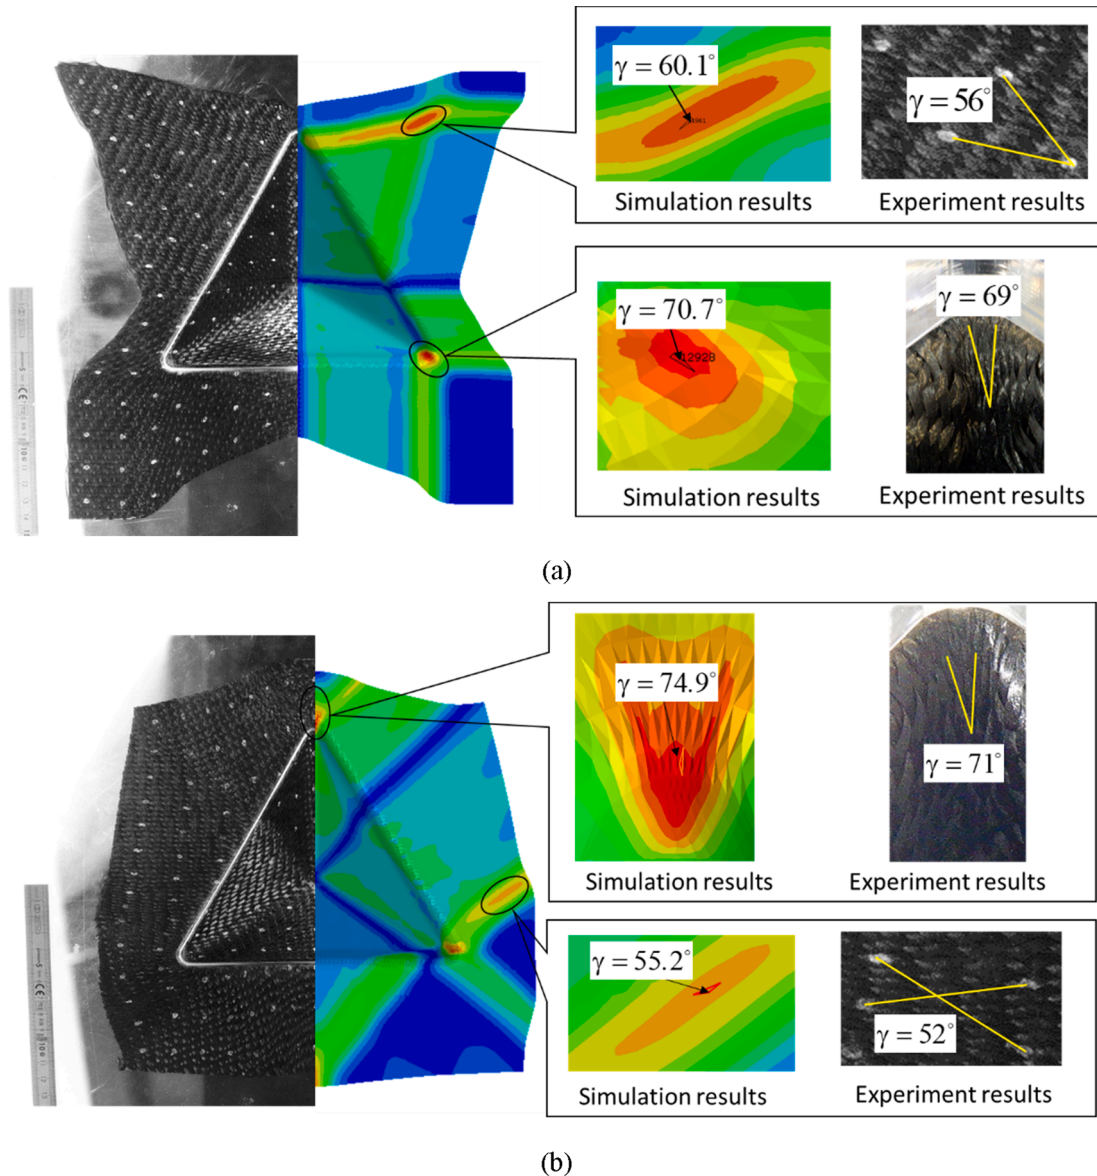 γ = 60.1°
γ = 56°
Simulation results
Experiment results
γ = 70.7°
12928
γ = 69°
Simulation results
Experiment results
(a)
γ = 74.9°
γ = 71°
Simulation results
Experiment results
γ = 55.2°
γ = 52°
Simulation results
Experiment results
(b)